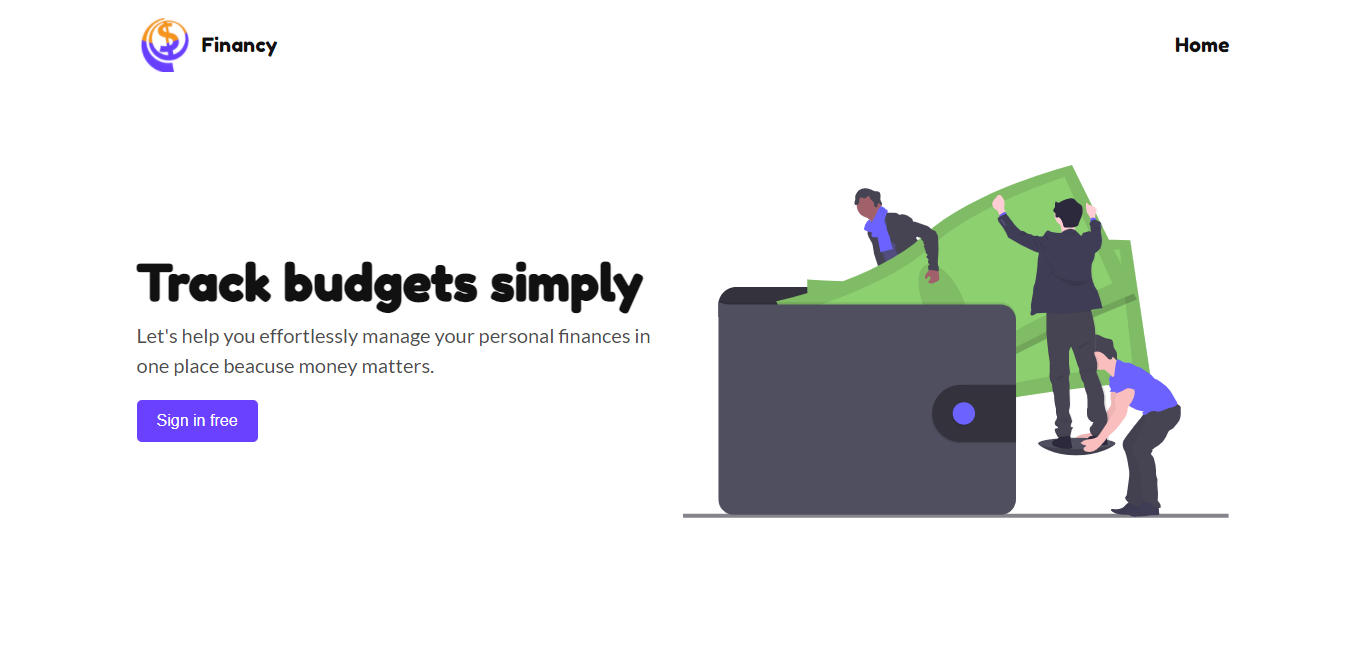 Financy
Home
Track budgets simply
Let's help you effortlessly manage your personal finances in
one place beacuse money matters.
Sign in free